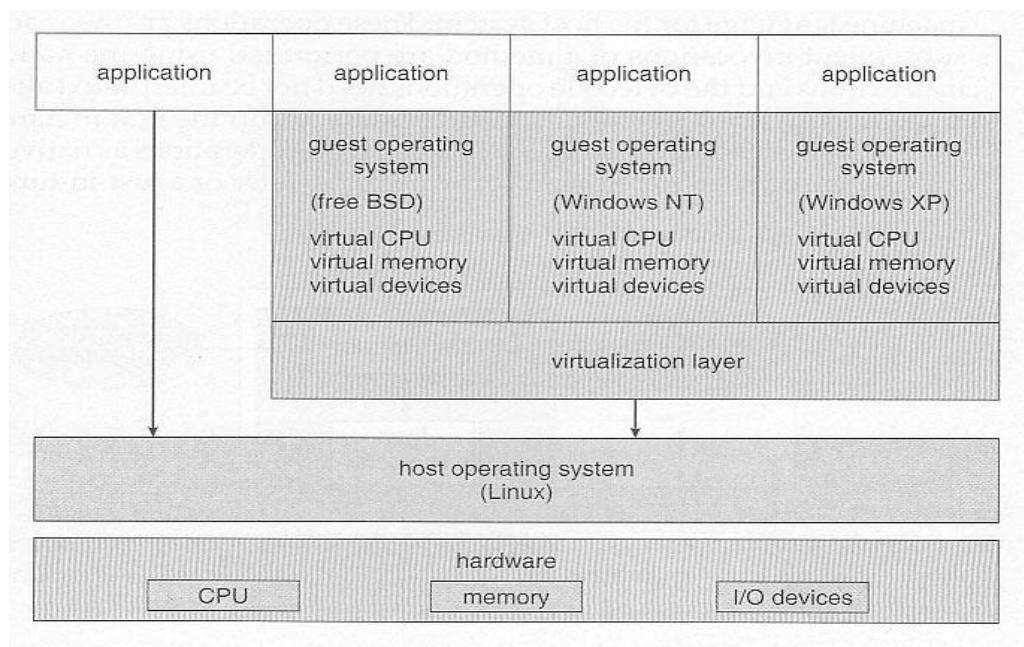 application
application
application
application
guest operating
system
(free BSD)
virtual CPU
virtual memory
virtual devices
guest operating
system
(Windows NT)
virtual CPU
virtual memory
virtual devices
guest operating
system
(Windows XP)
virtual CPU
virtual memory
virtual devices
virtualization layer
host operating system
(Linux)
hardware
CPU
memory
I/O devices